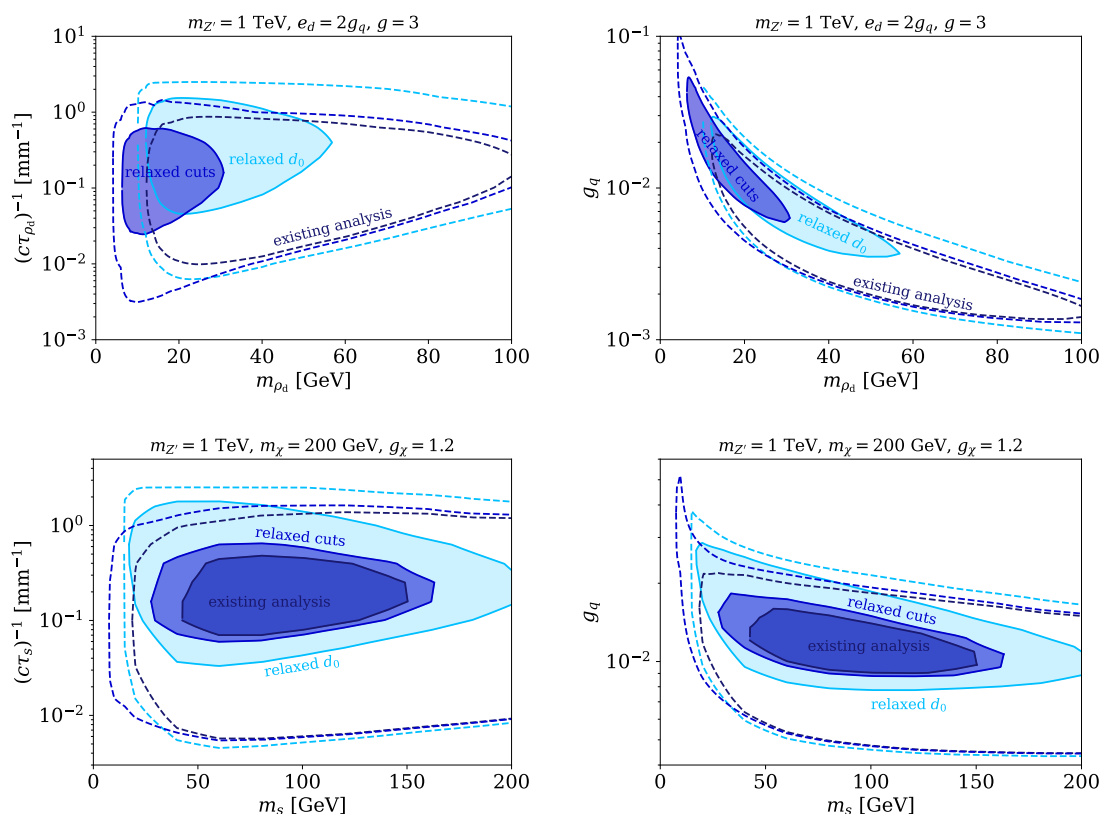 m_{Z'} = 1 TeV, e_d = 2g_q, g = 3
10^1
10^0
10^{-1}
10^{-2}
10^{-3}
(cτ_{ρ_d})^{-1} [mm^{-1}]
relaxed cuts
relaxed d_0
existing analysis
0
20
40
60
80
100
m_{ρ_d} [GeV]
m_{Z'} = 1 TeV, e_d = 2g_q, g = 3
10^{-1}
10^{-2}
10^{-3}
g_q
relaxed cuts
relaxed d_0
existing analysis
0
20
40
60
80
100
m_{ρ_d} [GeV]
m_{Z'} = 1 TeV, m_χ = 200 GeV, g_χ = 1.2
10^0
10^{-1}
10^{-2}
(cτ_s)^{-1} [mm^{-1}]
relaxed cuts
existing analysis
relaxed d_0
0
50
100
150
200
m_s [GeV]
m_{Z'} = 1 TeV, m_χ = 200 GeV, g_χ = 1.2
10^{-2}
g_q
relaxed cuts
existing analysis
relaxed d_0
0
50
100
150
200
m_s [GeV]